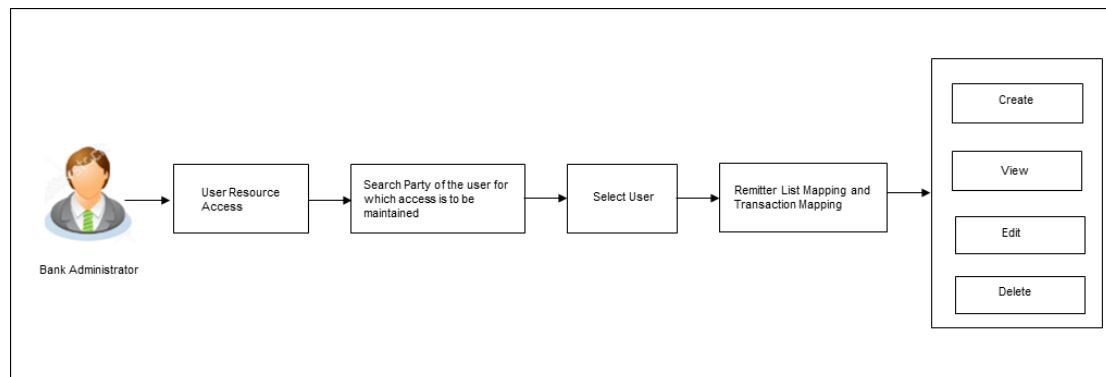 Bank Administrator
User Resource
Access
Search Party of the user for
which access is to be
maintained
Select User
Remitter List Mapping and
Transaction Mapping
Create
View
Edit
Delete